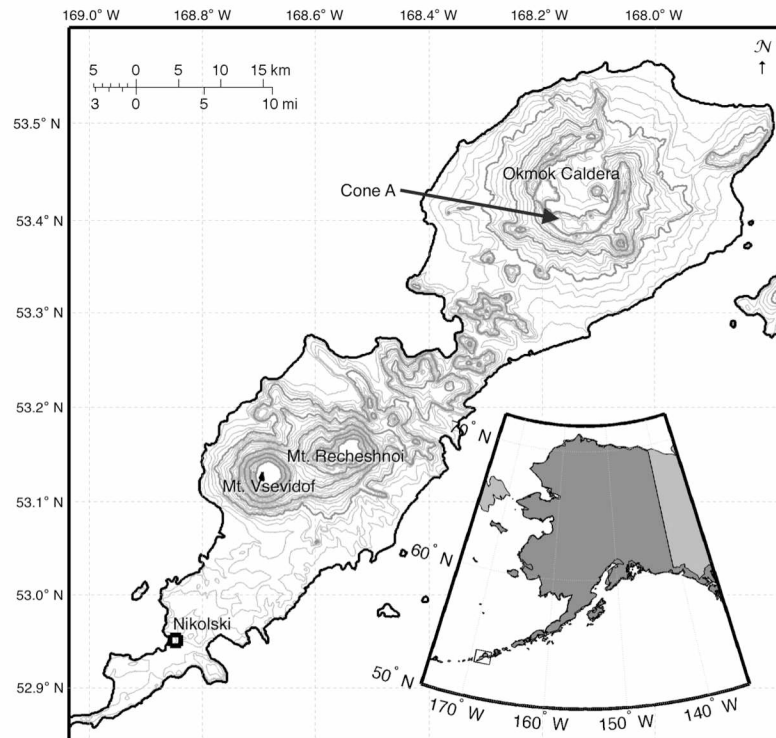 169.0° W 168.8° W 168.6° W 168.4° W 168.2° W 168.0° W
N
5 0 5 10 15 km
3 0 5 10 mi
53.5° N
Okmok Caldera
Cone A
53.4° N
53.3° N
53.2° N
70° N
Mt. Recheshnoi
Mt. Vsevidof
53.1° N
60° N
53.0° N
Nikolski
52.9° N
50° N
170° W 160° W 150° W 140° W